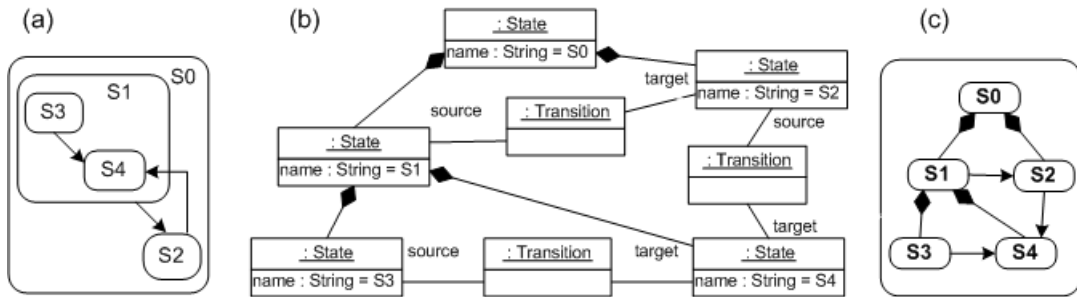 (a)
S0
S1
S3
S4
S2
(b)
: State
name : String = S0
: State
name : String = S2
target
source
: Transition
source
: State
name : String = S1
: Transition
target
: State
name : String = S3
source
: Transition
target
: State
name : String = S4
(c)
S0
S1
S2
S3
S4